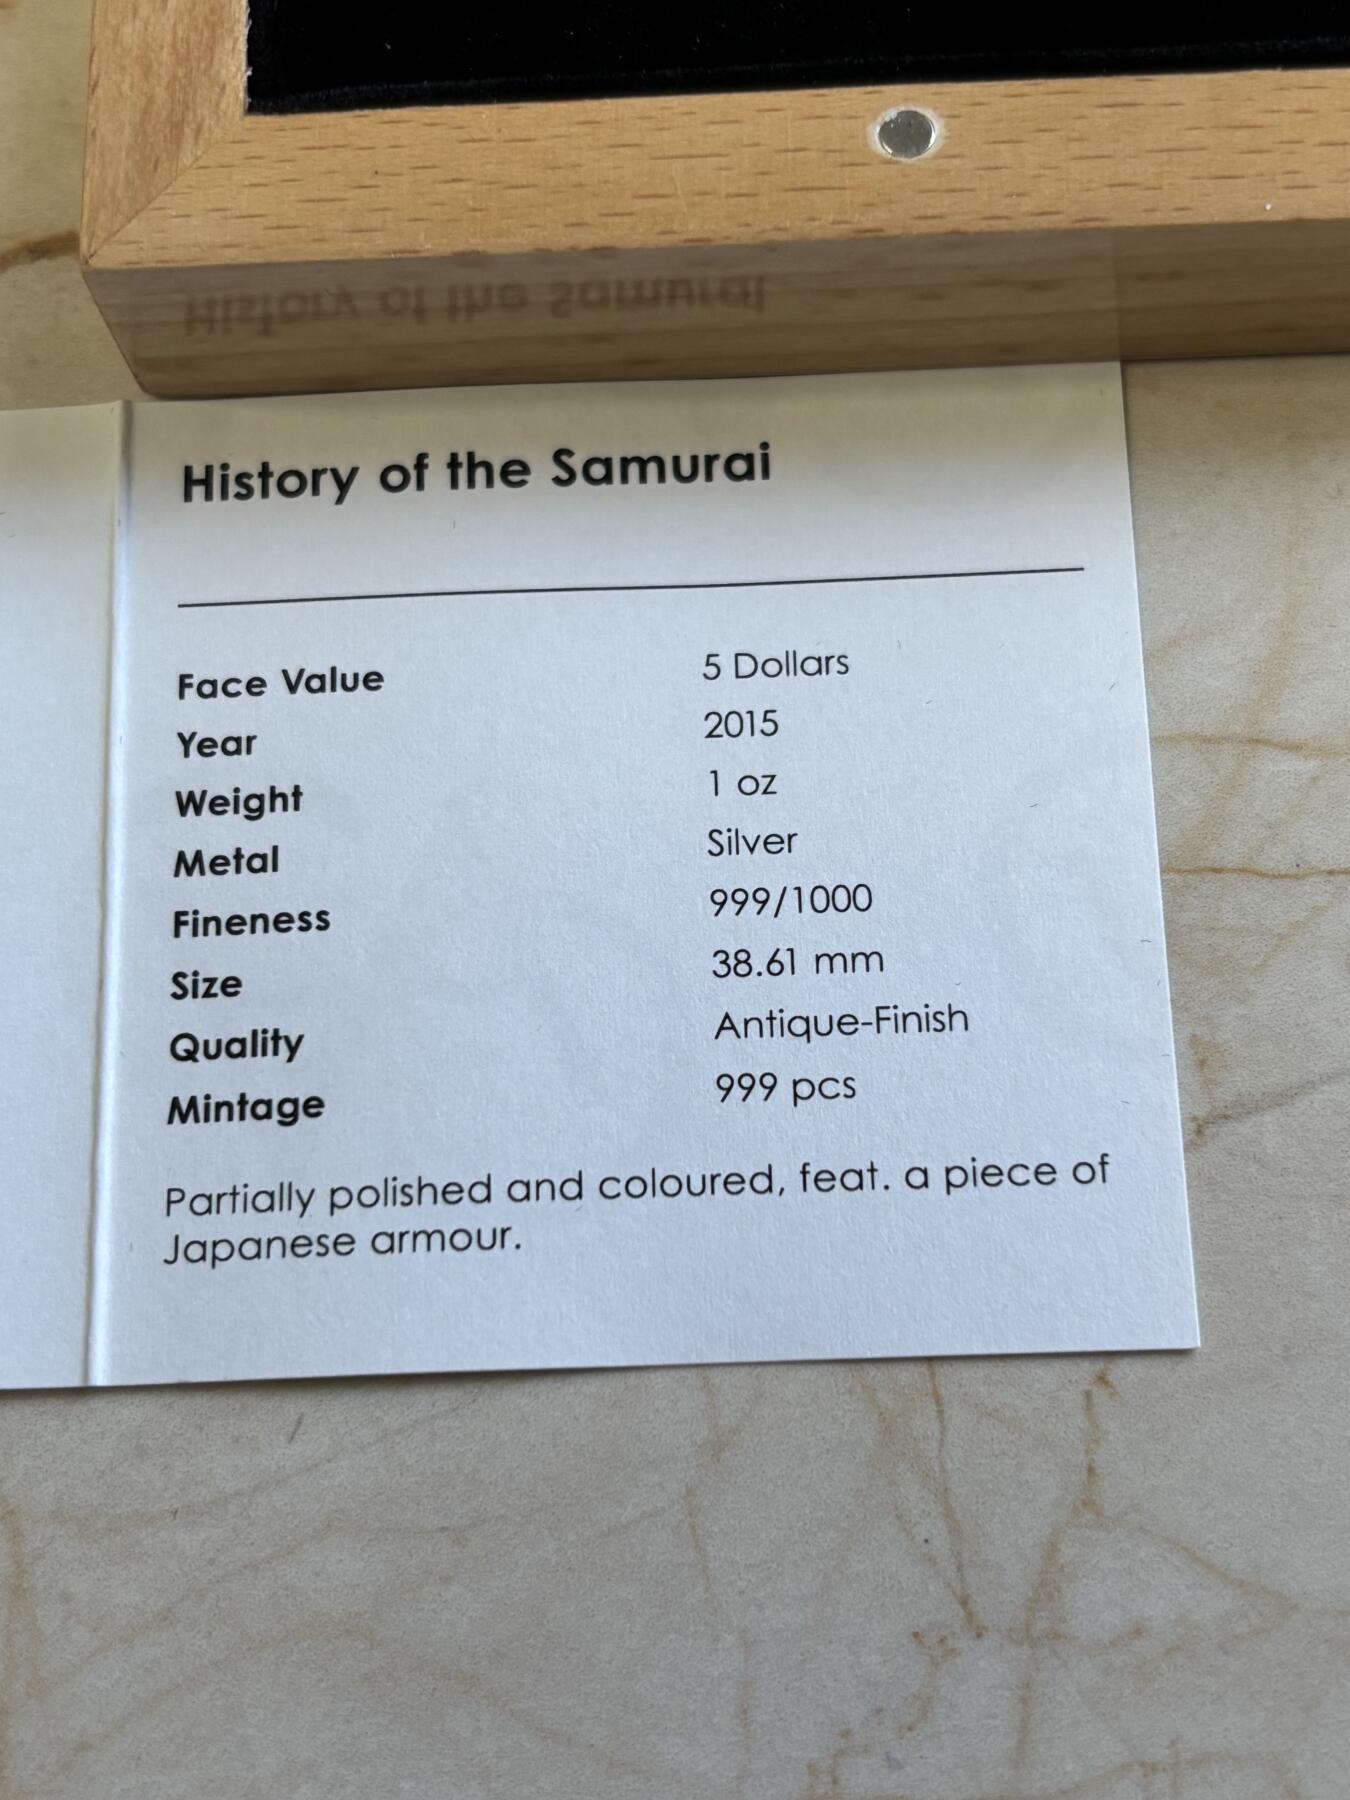 History of the Samurai
History of the Samurai
Face Value 5 Dollars
Year 2015
Weight 1 oz
Metal Silver
Fineness 999/1000
Size 38.61 mm
Quality Antique-Finish
Mintage 999 pcs
Partially polished and coloured, feat. a piece of
Japanese armour.